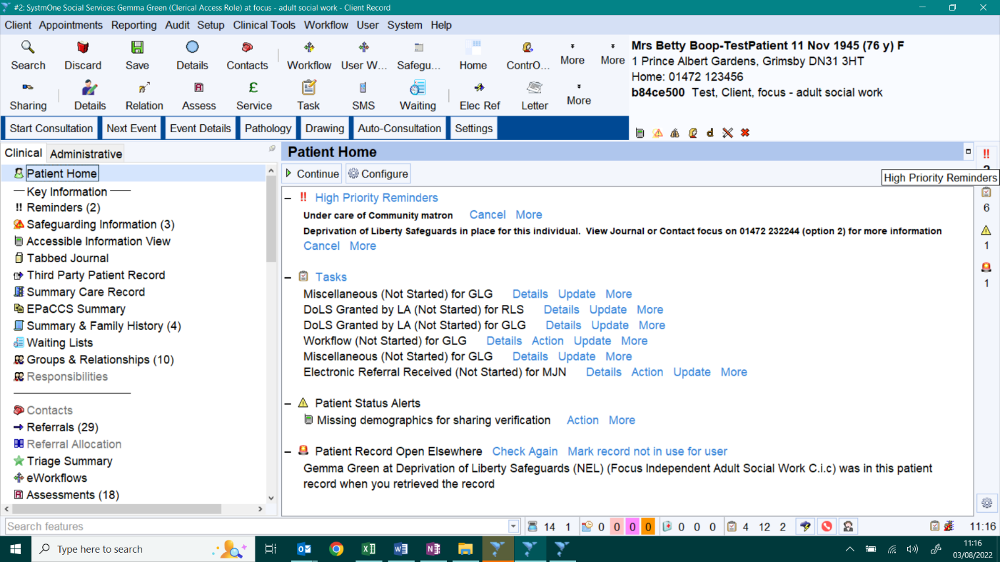 #2: SystmOne Social Services: Gemma Green (Clerical Access Role) at focus - adult social work - Client Record
Client Appointments Reporting Audit Setup Clinical Tools Workflow User System Help
Search Discard Save Details Contacts Workflow User W... Safegu... Home ContrO... More More
Sharing Details Relation Assess Service Task SMS Waiting Elec Ref Letter More
Start Consultation Next Event Event Details Pathology Drawing Auto-Consultation Settings
Mrs Betty Boop-TestPatient 11 Nov 1945 (76 y) F
1 Prince Albert Gardens, Grimsby DN31 3HT
Home: 01472 123456
b84ce500 Test, Client, focus - adult social work
Clinical Administrative
Patient Home
Key Information
Reminders (2)
Safeguarding Information (3)
Accessible Information View
Tabbed Journal
Third Party Patient Record
Summary Care Record
EPaCCS Summary
Summary & Family History (4)
Waiting Lists
Groups & Relationships (10)
Responsibilities
Contacts
Referrals (29)
Referral Allocation
Triage Summary
eWorkflows
Assessments (18)
Patient Home
Continue Configure
High Priority Reminders
Under care of Community matron Cancel More
Deprivation of Liberty Safeguards in place for this individual. View Journal or Contact focus on 01472 232244 (option 2) for more information
Cancel More
Tasks
Miscellaneous (Not Started) for GLG Details Update More
DoLS Granted by LA (Not Started) for RLS Details Update More
DoLS Granted by LA (Not Started) for GLG Details Update More
Workflow (Not Started) for GLG Details Action Update More
Miscellaneous (Not Started) for GLG Details Update More
Electronic Referral Received (Not Started) for MJN Details Action Update More
Patient Status Alerts
Missing demographics for sharing verification Action More
Patient Record Open Elsewhere Check Again Mark record not in use for user
Gemma Green at Deprivation of Liberty Safeguards (NEL) (Focus Independent Adult Social Work C.i.c) was in this patient
record when you retrieved the record
!!
High Priority Reminders
6
1
1
Search features
14 1 0 0 0 0 0 0 0 4 12 2 11:16
Type here to search
11:16
03/08/2022